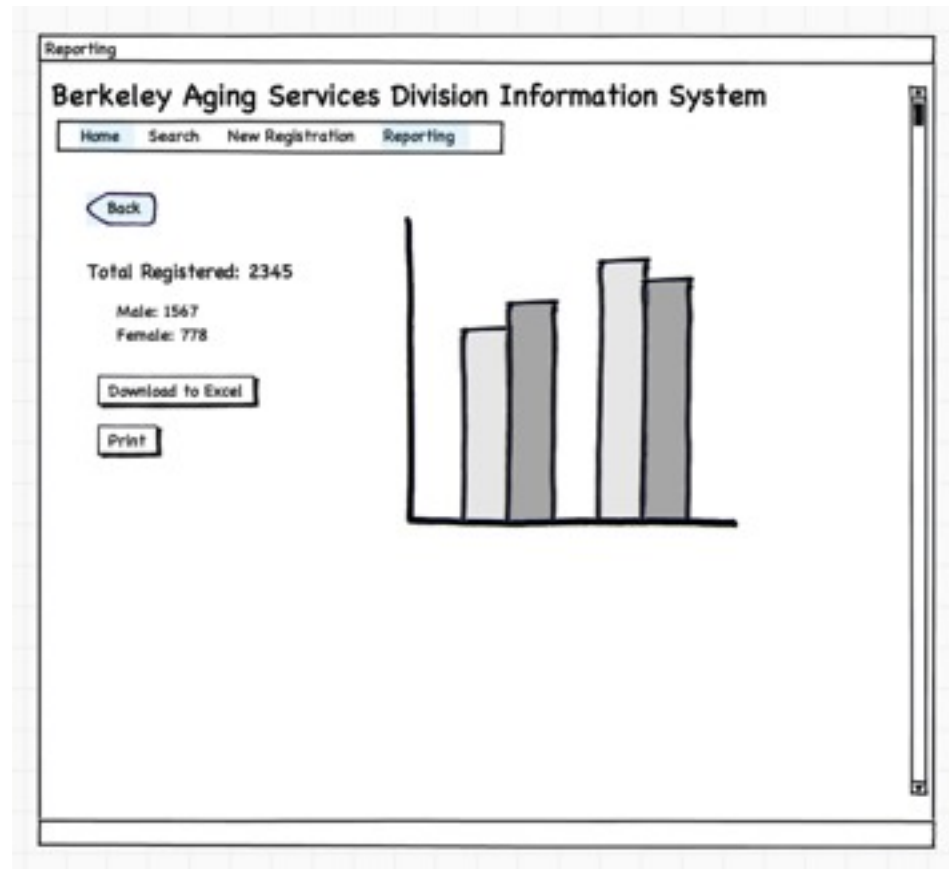 Reporting
Berkeley Aging Services Division Information System
Home Search New Registration Reporting
Back
Total Registered: 2345
Male: 1567
Female: 778
Download to Excel
Print